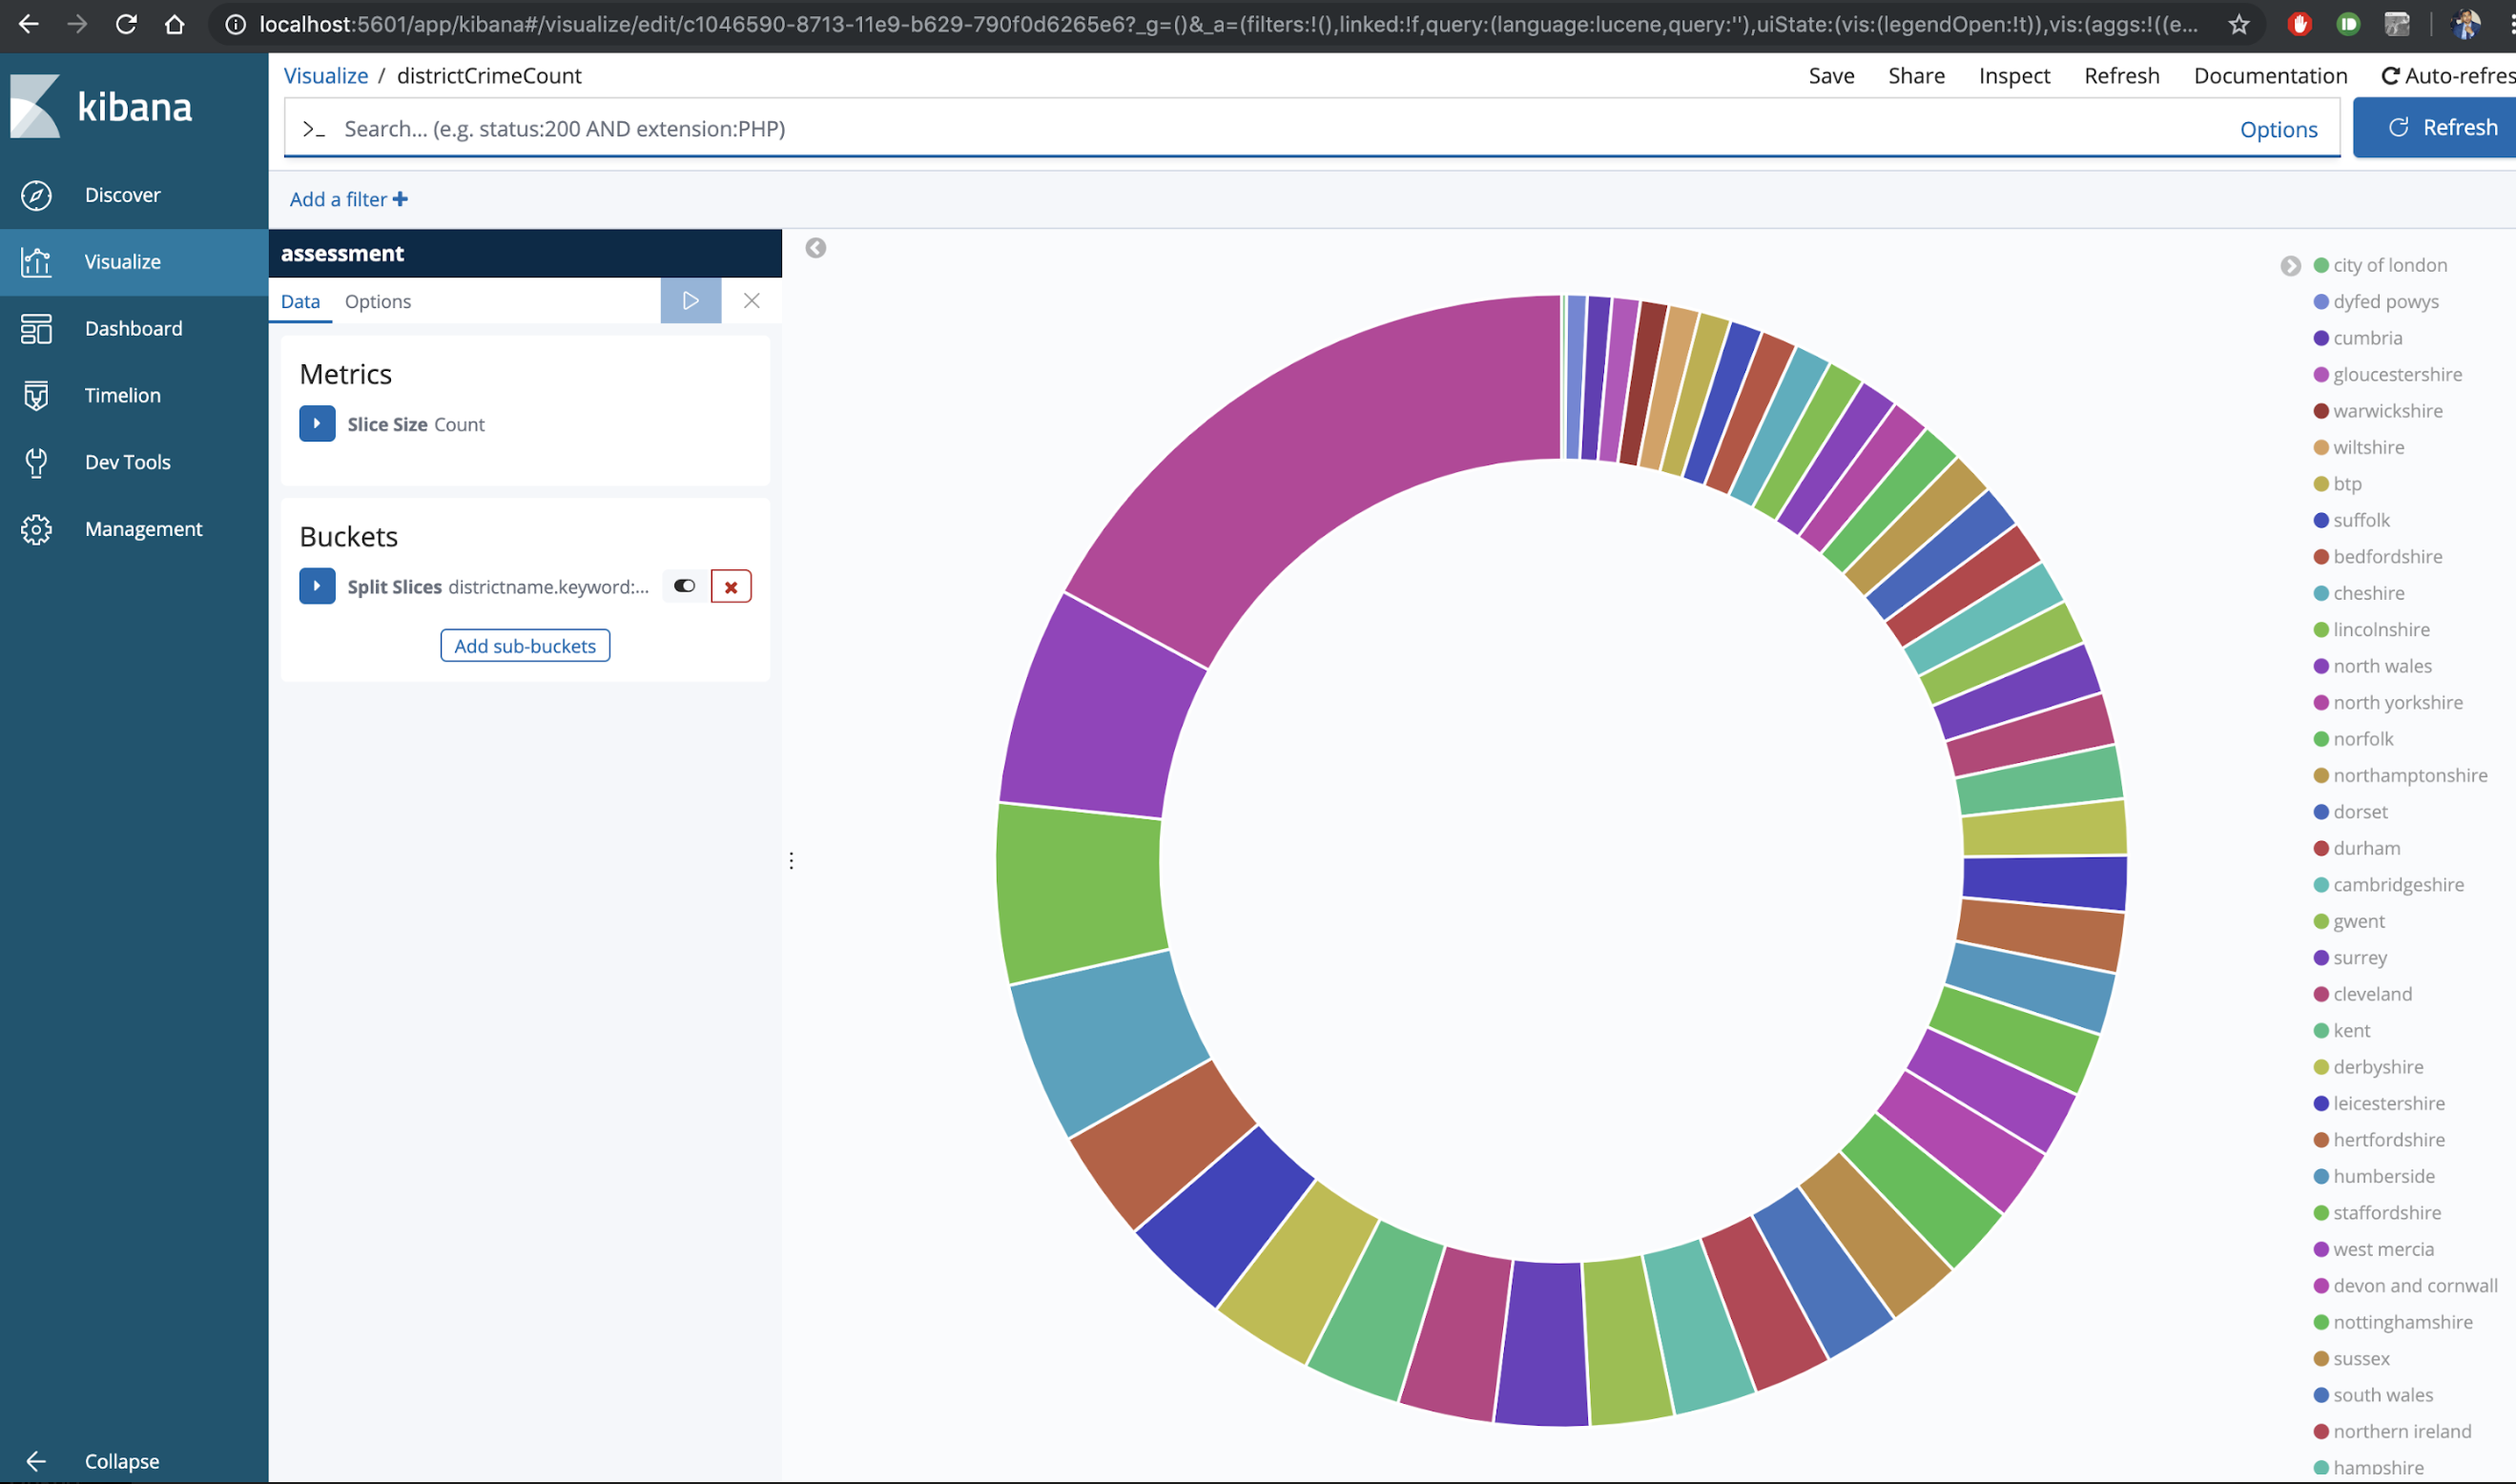 localhost:5601/app/kibana#/visualize/edit/c1046590-8713-11e9-b629-790f0d6265e6?_g=()&_a=(filters:!(),linked:!f,query:(language:lucene,query:''),uiState:(vis:(legendOpen:!t)),vis:(aggs:!((e...
kibana
Discover
Visualize
Dashboard
Timelion
Dev Tools
Management
Collapse
Visualize / districtCrimeCount
Save Share Inspect Refresh Documentation Auto-refres
>_ Search... (e.g. status:200 AND extension:PHP) Options Refresh
Add a filter +
assessment
Data Options
Metrics
Slice Size Count
Buckets
Split Slices districtname.keyword:...
Add sub-buckets
city of london
dyfed powys
cumbria
gloucestershire
warwickshire
wiltshire
btp
suffolk
bedfordshire
cheshire
lincolnshire
north wales
north yorkshire
norfolk
northamptonshire
dorset
durham
cambridgeshire
gwent
surrey
cleveland
kent
derbyshire
leicestershire
hertfordshire
humberside
staffordshire
west mercia
devon and cornwall
nottinghamshire
sussex
south wales
northern ireland
hampshire